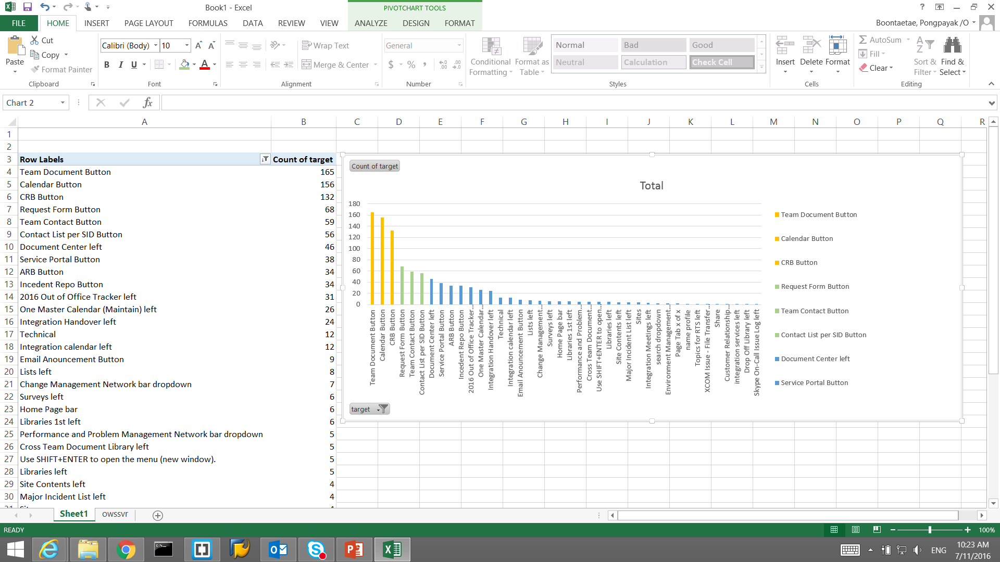 Book1 - Excel
PIVOTCHART TOOLS
FILE HOME INSERT PAGE LAYOUT FORMULAS DATA REVIEW VIEW ANALYZE DESIGN FORMAT
Boontaetae, Pongpayak /O
Paste
Cut
Copy
Format Painter
Calibri (Body) 10
B I U
Wrap Text
Merge & Center
General
$ % ,
Conditional Formatting
Format as Table
Normal Bad Good
Neutral Calculation Check Cell
Insert Delete Format
AutoSum
Fill
Clear
Sort & Filter
Find & Select
Clipboard Font Alignment Number Styles Cells Editing
Chart 2
fx
A B C D E F G H I J K L M N O P Q R
1
2
3 Row Labels Count of target
4 Team Document Button 165
5 Calendar Button 156
6 CRB Button 132
7 Request Form Button 68
8 Team Contact Button 59
9 Contact List per SID Button 56
10 Document Center left 46
11 Service Portal Button 38
12 ARB Button 34
13 Incedent Repo Button 34
14 2016 Out of Office Tracker left 31
15 One Master Calendar (Maintain) left 26
16 Integration Handover left 24
17 Technical 12
18 Integration calendar left 12
19 Email Anouncement Button 9
20 Lists left 8
21 Change Management Network bar dropdown 7
22 Surveys left 6
23 Home Page bar 6
24 Libraries 1st left 6
25 Performance and Problem Management Network bar dropdown 5
26 Cross Team Document Library left 5
27 Use SHIFT+ENTER to open the menu (new window). 5
28 Libraries left 5
29 Site Contents left 4
30 Major Incident List left 4
Count of target
Total
180
160
140
120
100
80
60
40
20
0
Team Document Button
Calendar Button
CRB Button
Request Form Button
Team Contact Button
Contact List per SID Button
Document Center left
Service Portal Button
ARB Button
Incedent Repo Button
2016 Out of Office Tracker...
One Master Calendar...
Integration Handover left
Technical
Integration calendar left
Email Anouncement Button
Lists left
Change Management...
Surveys left
Home Page bar
Libraries 1st left
Performance and Problem...
Cross Team Document...
Use SHIFT+ENTER to open...
Libraries left
Site Contents left
Major Incident List left
Sites
Integration Meetings left
search dropdown
Environment Management...
Page Tab x of x
name profile
Topics for RTS left
XCOM Issue - File Transfer...
Share
Customer Relationship...
integration services left
Drop Off Library left
Skype On-Call Issue Log left
Team Document Button
Calendar Button
CRB Button
Request Form Button
Team Contact Button
Contact List per SID Button
Document Center left
Service Portal Button
target
Sheet1 owssvr
READY
100%
ENG
10:23 AM
7/11/2016